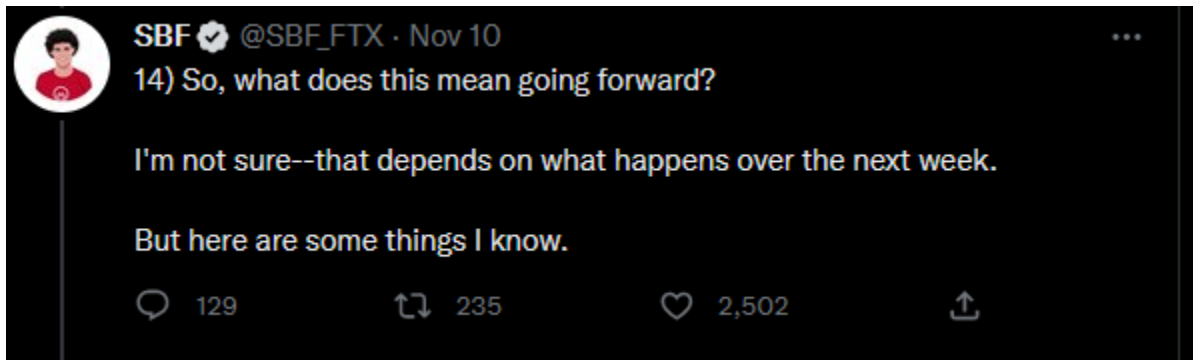 SBF @SBF_FTX · Nov 10
14) So, what does this mean going forward?
I'm not sure--that depends on what happens over the next week.
But here are some things I know.
129 235 2,502